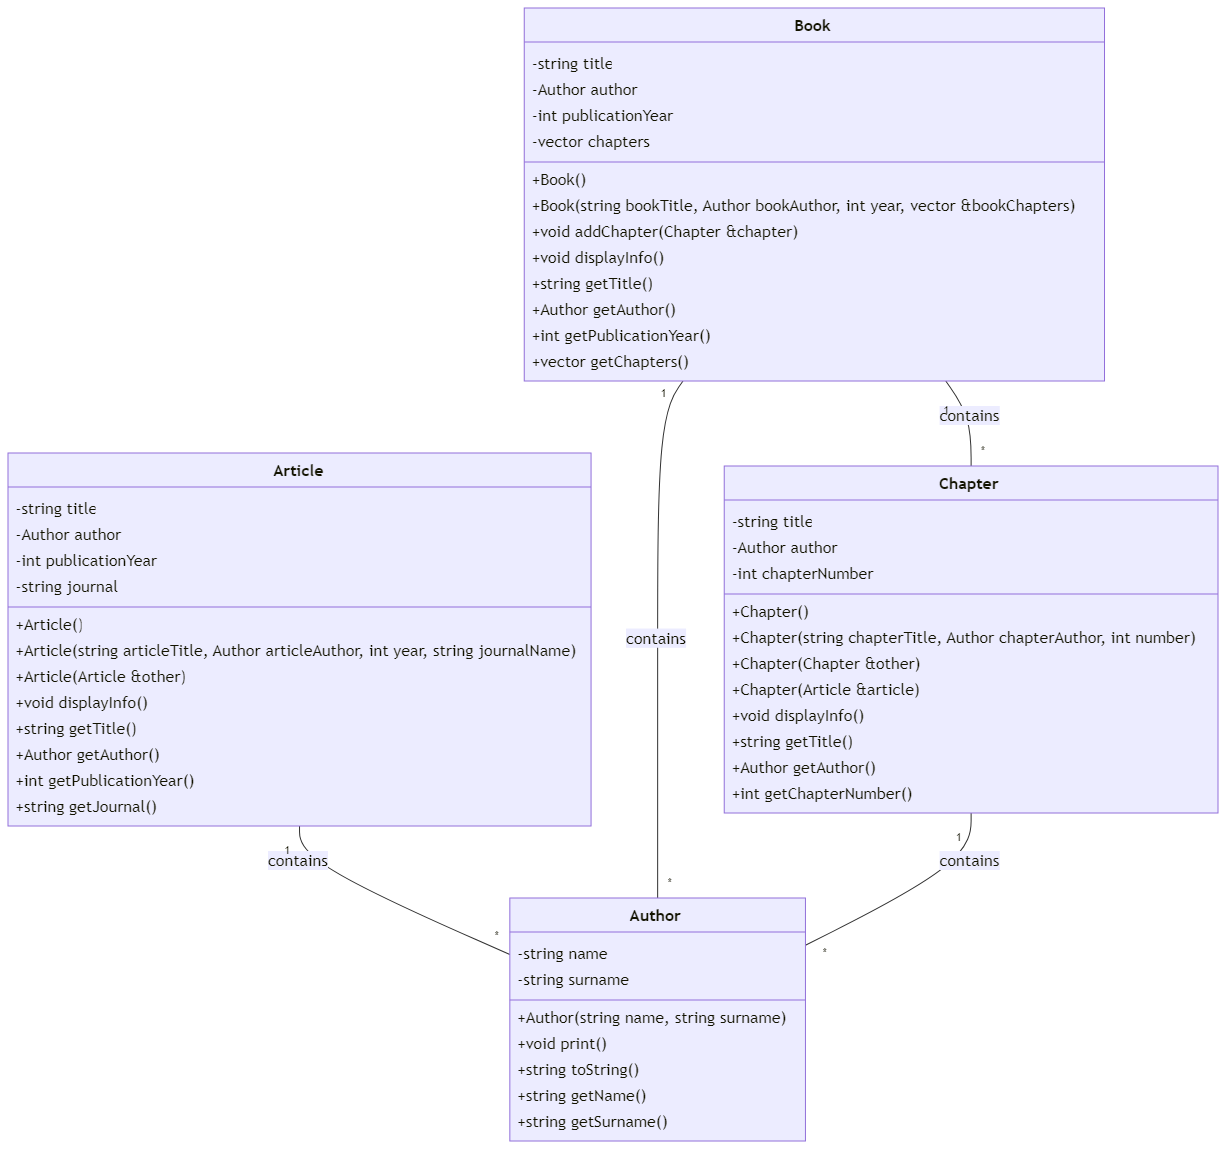 Book
-string title
-Author author
-int publicationYear
-vector chapters
+Book()
+Book(string bookTitle, Author bookAuthor, int year, vector &bookChapters)
+void addChapter(Chapter &chapter)
+void displayInfo()
+string getTitle()
+Author getAuthor()
+int getPublicationYear()
+vector getChapters()
1
1
contains
*
Article
-string title
-Author author
-int publicationYear
-string journal
+Article()
+Article(string articleTitle, Author articleAuthor, int year, string journalName)
+Article(Article &other)
+void displayInfo()
+string getTitle()
+Author getAuthor()
+int getPublicationYear()
+string getJournal()
contains
Chapter
-string title
-Author author
-int chapterNumber
+Chapter()
+Chapter(string chapterTitle, Author chapterAuthor, int number)
+Chapter(Chapter &other)
+Chapter(Article &article)
+void displayInfo()
+string getTitle()
+Author getAuthor()
+int getChapterNumber()
1
contains
1
contains
*
*
*
Author
-string name
-string surname
+Author(string name, string surname)
+void print()
+string toString()
+string getName()
+string getSurname()